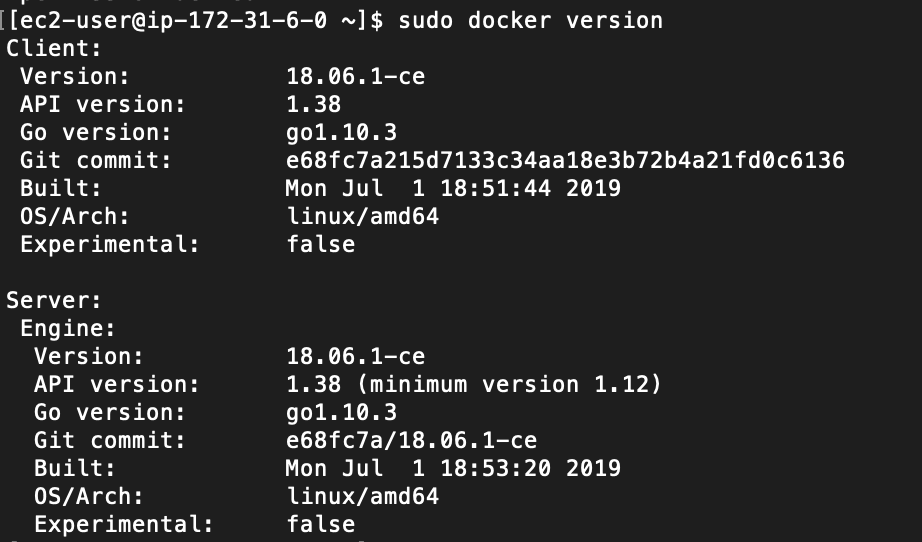 [[ec2-user@ip-172-31-6-0 ~]$ sudo docker version
Client:
 Version:           18.06.1-ce
 API version:       1.38
 Go version:        go1.10.3
 Git commit:        e68fc7a215d7133c34aa18e3b72b4a21fd0c6136
 Built:             Mon Jul  1 18:51:44 2019
 OS/Arch:           linux/amd64
 Experimental:      false

Server:
 Engine:
  Version:          18.06.1-ce
  API version:      1.38 (minimum version 1.12)
  Go version:       go1.10.3
  Git commit:       e68fc7a/18.06.1-ce
  Built:            Mon Jul  1 18:53:20 2019
  OS/Arch:          linux/amd64
  Experimental:     false